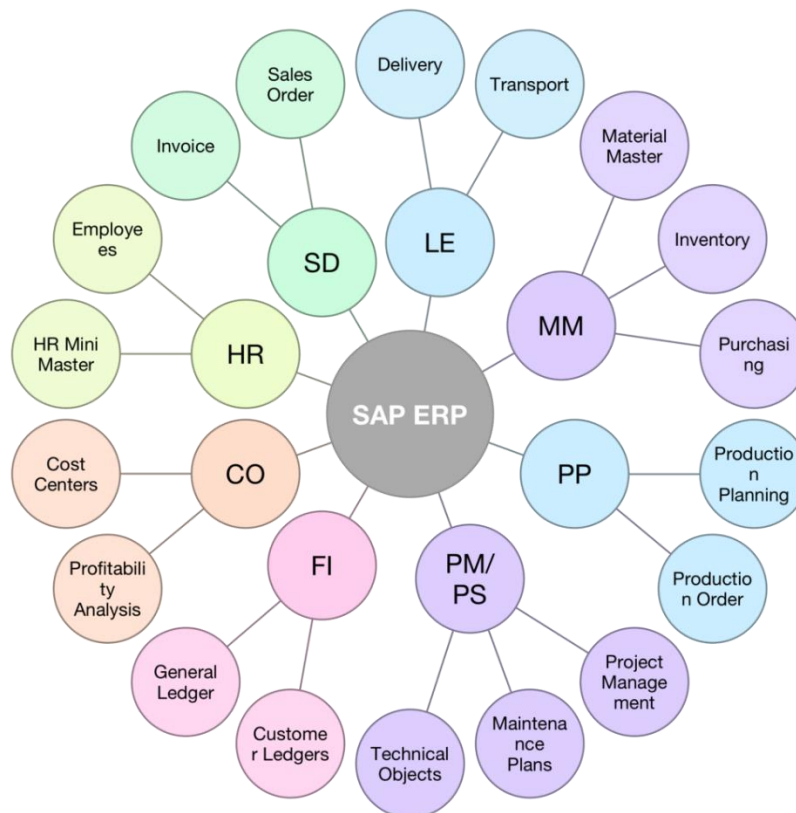 SAP ERP
LE
Delivery
Transport
MM
Material
Master
Inventory
Purchasi
ng
PP
Productio
n
Planning
Productio
n Order
PM/
PS
Project
Manage
ment
Maintena
nce
Plans
Technical
Objects
FI
Custome
r Ledgers
General
Ledger
CO
Profitabili
ty
Analysis
Cost
Centers
HR
HR Mini
Master
Employe
es
SD
Invoice
Sales
Order